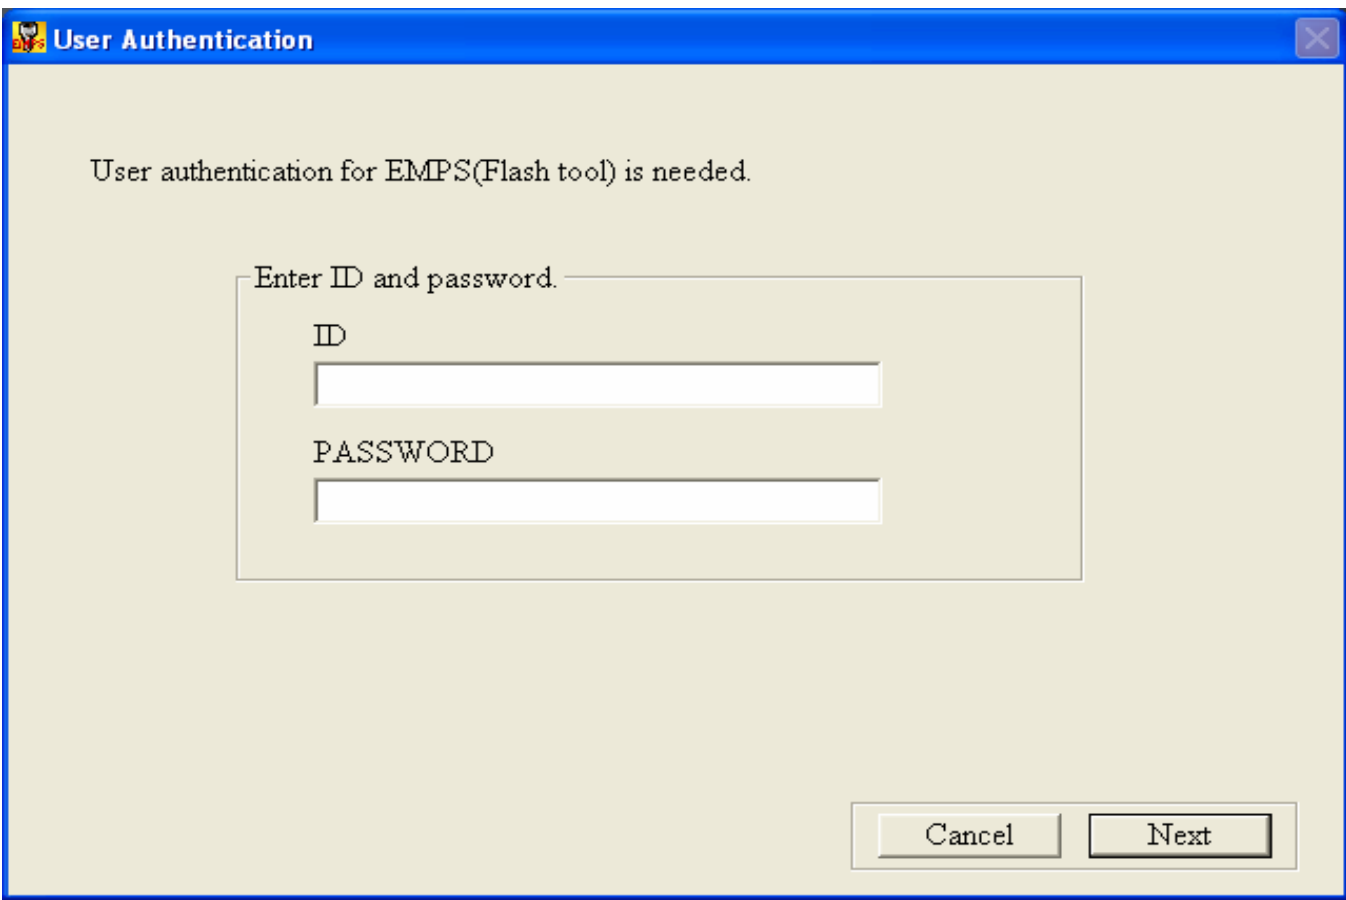 User Authentication
User authentication for EMPS(Flash tool) is needed.
Enter ID and password.
ID
PASSWORD
Cancel
Next